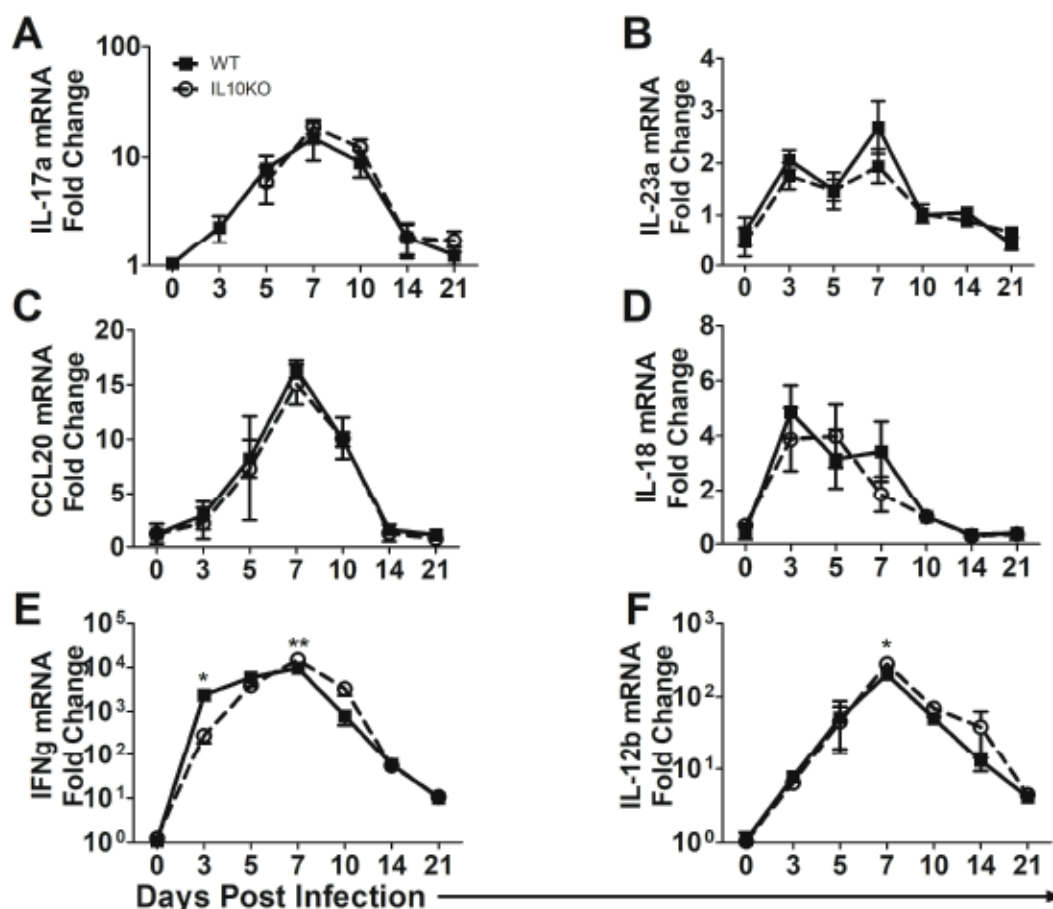 A
IL-17a mRNA
Fold Change
100
10
1
WT
IL10KO
0 3 5 7 10 14 21
B
IL-23a mRNA
Fold Change
4
3
2
1
0
0 3 5 7 10 14 21
C
CCL20 mRNA
Fold Change
20
15
10
5
0
0 3 5 7 10 14 21
D
IL-18 mRNA
Fold Change
8
6
4
2
0
0 3 5 7 10 14 21
E
IFNg mRNA
Fold Change
10⁵
10⁴
10³
10²
10¹
10⁰
*
**
0 3 5 7 10 14 21
F
IL-12b mRNA
Fold Change
10³
10²
10¹
10⁰
*
0 3 5 7 10 14 21
Days Post Infection